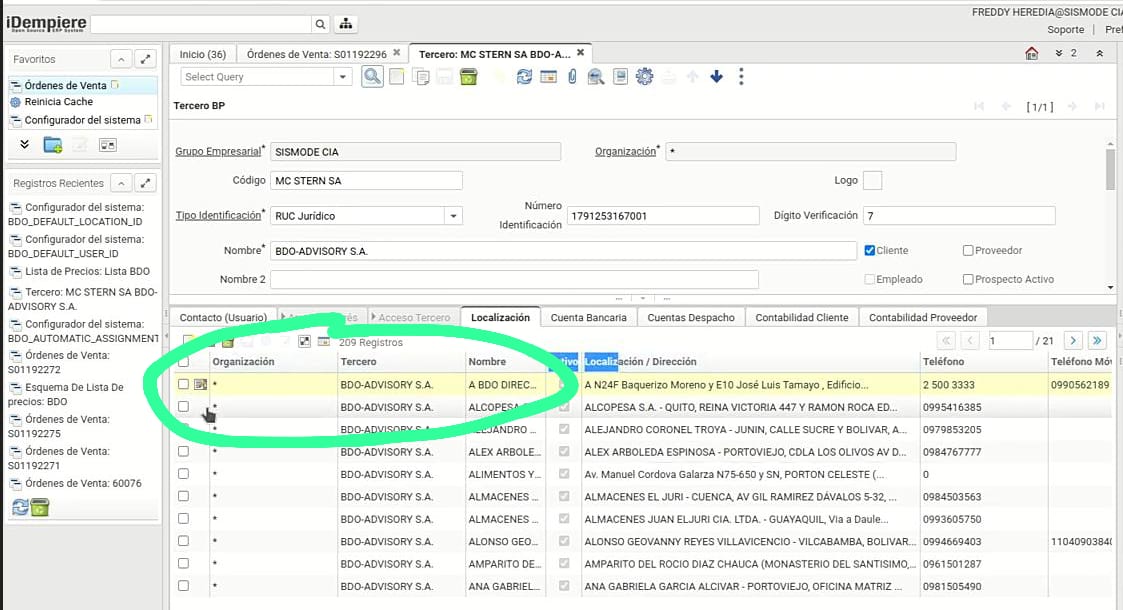 FREDDY HEREDIA@SISMODE CIA
iDempiere
Open Source ERP System
Soporte
Favoritos
Inicio (36)
Órdenes de Venta: S01192296
Tercero: MC STERN SA BDO-A...
2
Órdenes de Venta
Reinicia Cache
Configurador del sistema
Select Query
Tercero BP
[1/1]
Grupo Empresarial* SISMODE CIA
Organización* *
Código MC STERN SA
Logo
Tipo Identificación* RUC Jurídico
Número Identificación 1791253167001
Dígito Verificación 7
Nombre* BDO-ADVISORY S.A.
Cliente
Proveedor
Nombre 2
Empleado
Prospecto Activo
Registros Recientes
Configurador del sistema:
BDO_DEFAULT_LOCATION_ID
Configurador del sistema:
BDO_DEFAULT_USER_ID
Lista de Precios: Lista BDO
Tercero: MC STERN SA BDO-
ADVISORY S.A.
Configurador del sistema:
BDO_AUTOMATIC_ASSIGNMENT
Órdenes de Venta:
S01192272
Esquema De Lista De
precios: BDO
Órdenes de Venta:
S01192275
Órdenes de Venta:
S01192271
Órdenes de Venta: 60076
Contacto (Usuario)
Acceso Tercero
Localización
Cuenta Bancaria
Cuentas Despacho
Contabilidad Cliente
Contabilidad Proveedor
209 Registros
1 / 21
Organización Tercero Nombre Localización / Dirección Teléfono
* BDO-ADVISORY S.A. A BDO DIREC... A N24F Baquerizo Moreno y E10 José Luis Tamayo , Edificio... 2 500 3333 0990562189
* BDO-ADVISORY S.A. ALCOPESA S.A. - QUITO, REINA VICTORIA 447 Y RAMON ROCA ED... 0995416385
* BDO-ADVISORY S.A. ALEJANDRO CORONEL TROYA - JUNIN, CALLE SUCRE Y BOLIVAR, A... 0979853205
* BDO-ADVISORY S.A. ALEX ARBOLE... ALEX ARBOLEDA ESPINOSA - PORTOVIEJO, CDLA LOS OLIVOS AV D... 0984767777
* BDO-ADVISORY S.A. ALIMENTOS Y... Av. Manuel Cordova Galarza N75-650 y SN, PORTON CELESTE (... 0
* BDO-ADVISORY S.A. ALMACENES ... ALMACENES EL JURI - CUENCA, AV GIL RAMIREZ DÁVALOS 5-32, ... 0984503563
* BDO-ADVISORY S.A. ALMACENES ... ALMACENES JUAN ELJURI CIA. LTDA. - GUAYAQUIL, Via a Daule... 0993605750
* BDO-ADVISORY S.A. ALONSO GEO... ALONSO GEOVANNY REYES VILLAVICENCIO - VILCABAMBA, BOLIVAR... 0994669403
* BDO-ADVISORY S.A. AMPARITO DE... AMPARITO DEL ROCIO DIAZ CHAUCA (MONASTERIO DEL SANTISIMO,... 0961501287
* BDO-ADVISORY S.A. ANA GABRIEL... ANA GABRIELA GARCIA ALCIVAR - PORTOVIEJO, OFICINA MATRIZ ... 0981505490